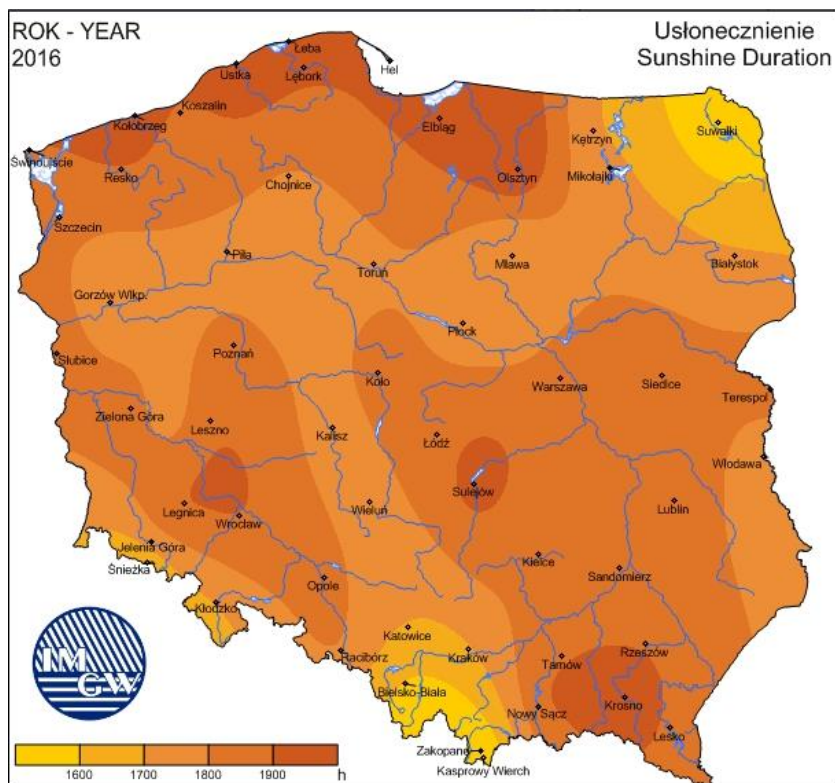 ROK - YEAR
2016
Usłonecznienie
Sunshine Duration
Łeba
Hel
Ustka
Lębork
Koszalin
Kołobrzeg
Elbląg
Suwałki
Kętrzyn
Świnoujście
Resko
Chojnice
Olsztyn
Mikołajki
Szczecin
Piła
Toruń
Mława
Białystok
Gorzów Wlkp.
Płock
Słubice
Poznań
Koło
Warszawa
Siedlce
Terespol
Zielona Góra
Leszno
Kalisz
Łódź
Włodawa
Sulejów
Legnica
Wrocław
Wieluń
Lublin
Jelenia Góra
Śnieżka
Kielce
Sandomierz
Opole
Kłodzko
Katowice
Racibórz
Kraków
Tarnów
Rzeszów
Bielsko-Biała
Nowy Sącz
Krosno
Lesko
Zakopane
Kasprowy Wierch
IM
GW
1600 1700 1800 1900 h